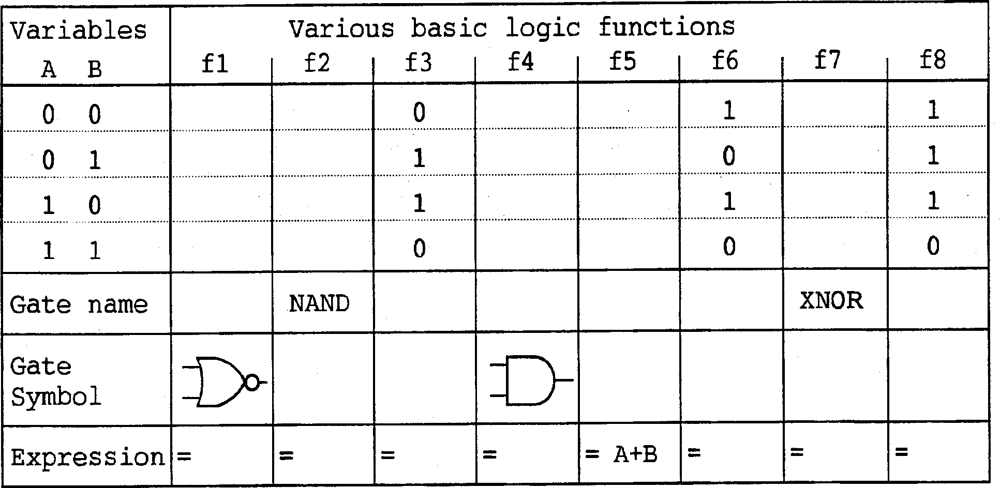 Variables Various basic logic functions
A B f1 f2 f3 f4 f5 f6 f7 f8
0 0 0 1 1
0 1 1 0 1
1 0 1 1 1
1 1 0 0 0
Gate name NAND XNOR
Gate
Symbol
Expression = = = = = A+B = = =